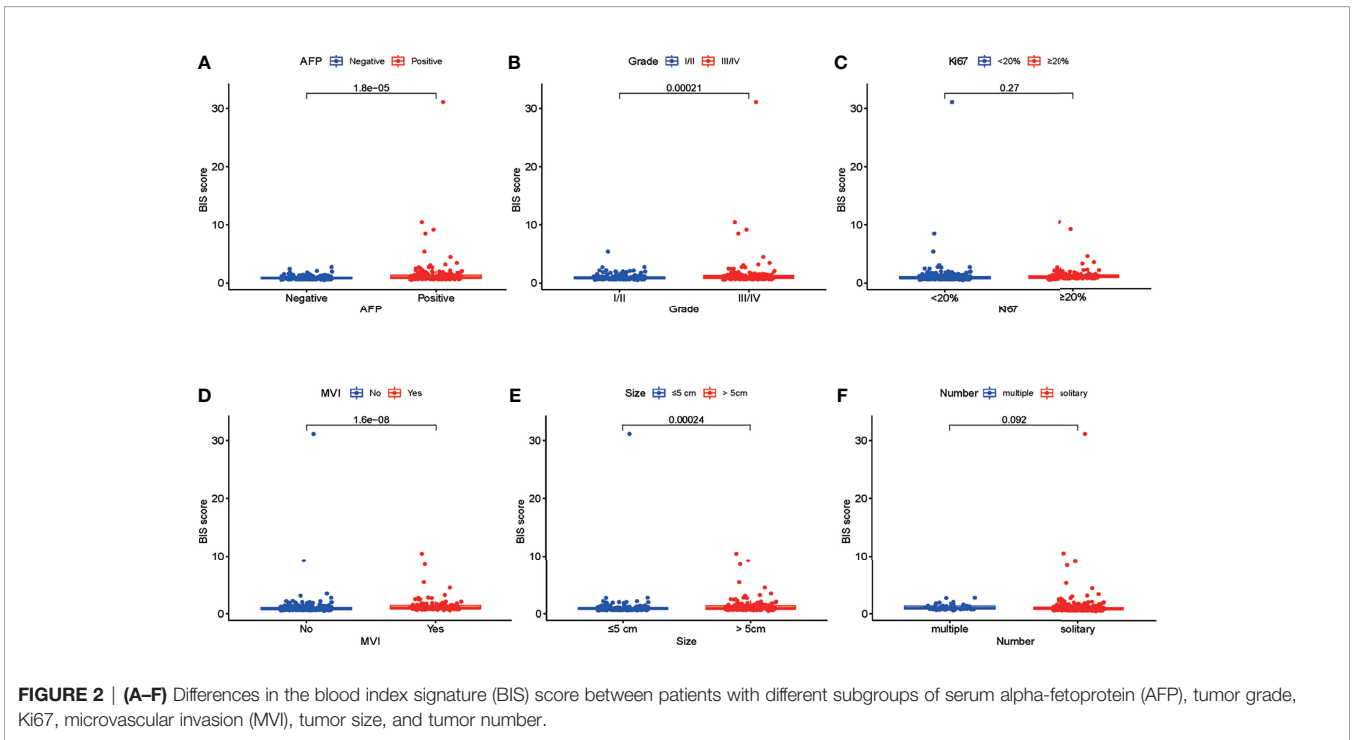 A AFP Negative Positive
1.8e-05
30
20
10
0
BIS score
Negative Positive
AFP
B Grade I/II III/IV
0.00021
30
20
10
0
BIS score
I/II III/IV
Grade
C Ki67 <20% ≥20%
0.27
30
20
10
0
BIS score
<20% ≥20%
D MVI No Yes
1.6e-08
30
20
10
0
BIS score
No Yes
MVI
E Size ≤5 cm > 5cm
0.00024
30
20
10
0
BIS score
≤5 cm > 5cm
Size
F Number multiple solitary
0.092
30
20
10
0
BIS score
multiple solitary
Number
FIGURE 2 | (A–F) Differences in the blood index signature (BIS) score between patients with different subgroups of serum alpha-fetoprotein (AFP), tumor grade,
Ki67, microvascular invasion (MVI), tumor size, and tumor number.